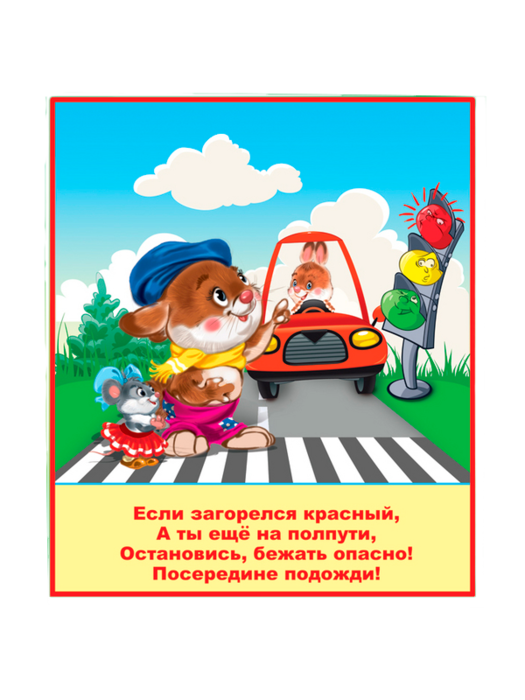 Если загорелся красный,
А ты ещё на полпути,
Остановись, бежать опасно!
Посередине подожди!